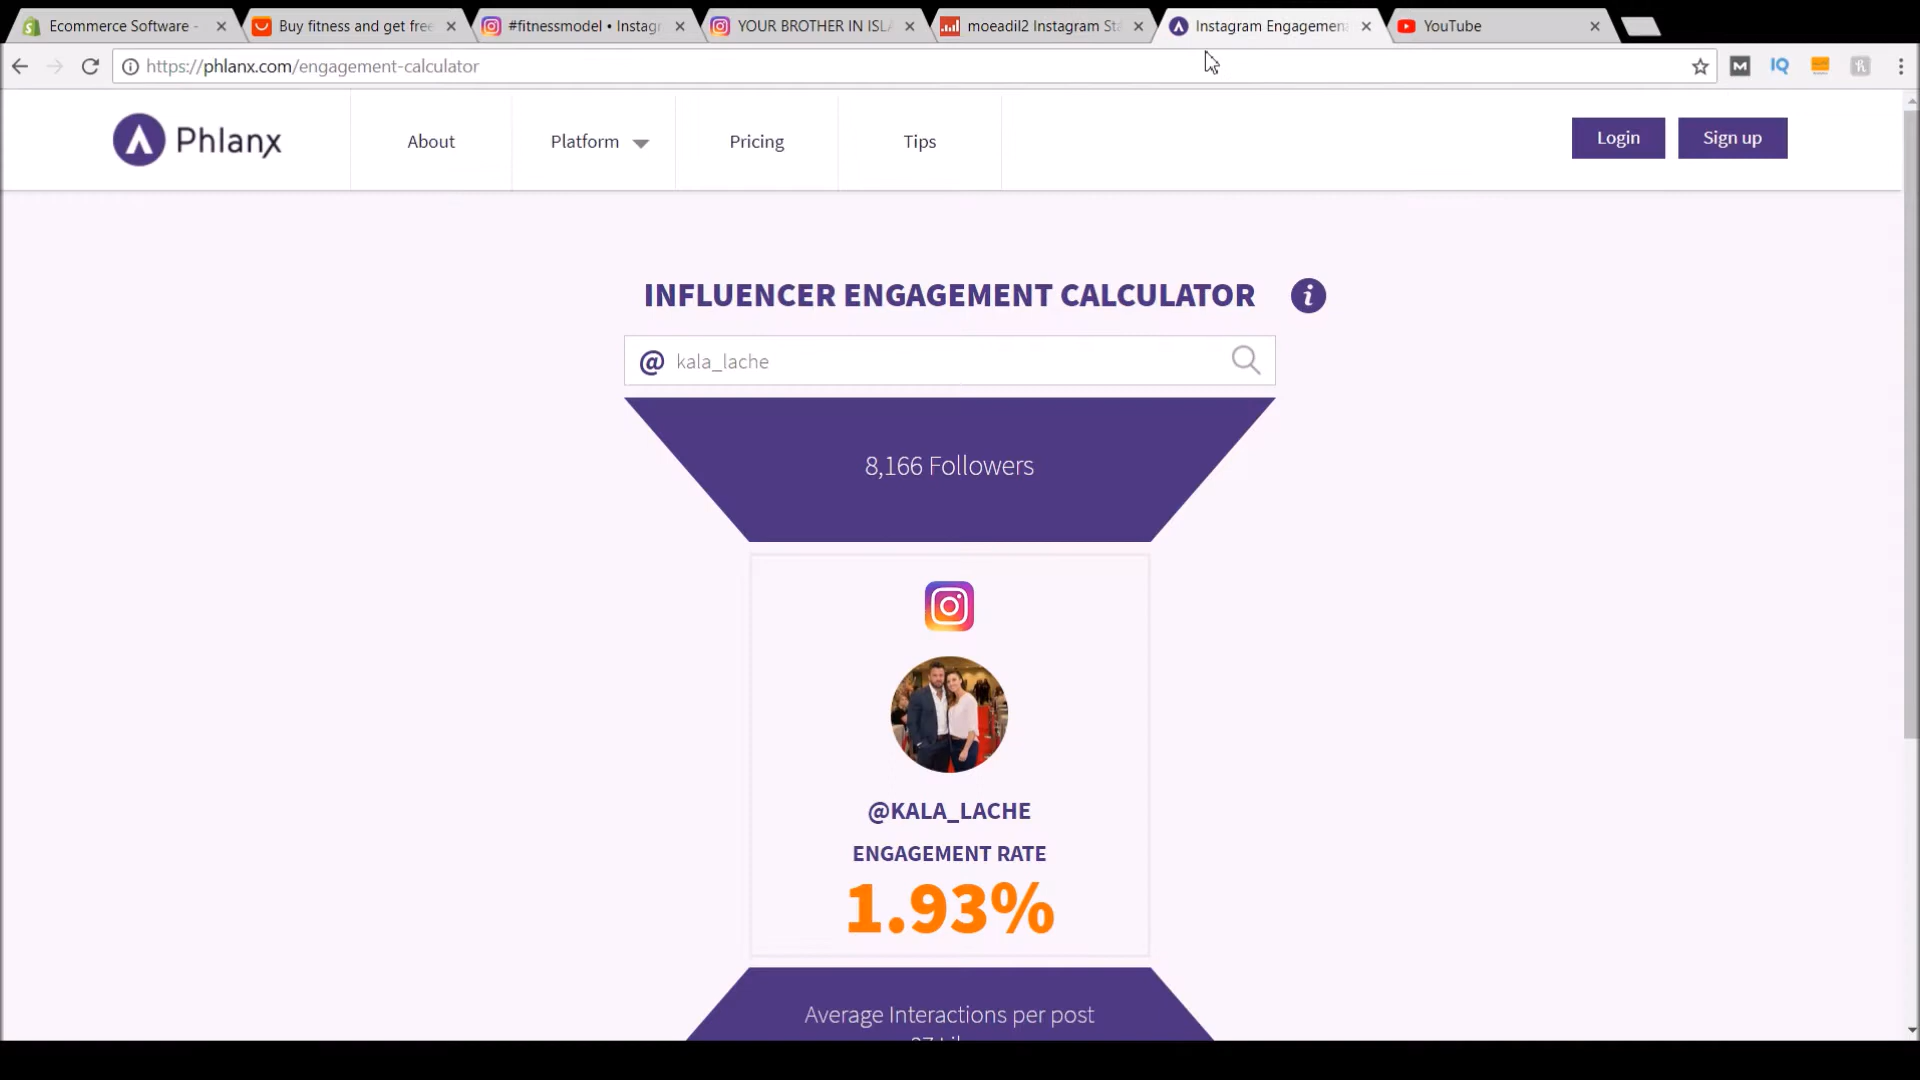 Ecommerce Software -
Buy fitness and get free
#fitnessmodel • Instagr
YOUR BROTHER IN ISL
moeadil2 Instagram Sta
Instagram Engagement
YouTube
https://phlanx.com/engagement-calculator
Phlanx
About
Platform
Pricing
Tips
Login
Sign up
INFLUENCER ENGAGEMENT CALCULATOR
@ kala_lache
8,166 Followers
@KALA_LACHE
ENGAGEMENT RATE
1.93%
Average Interactions per post